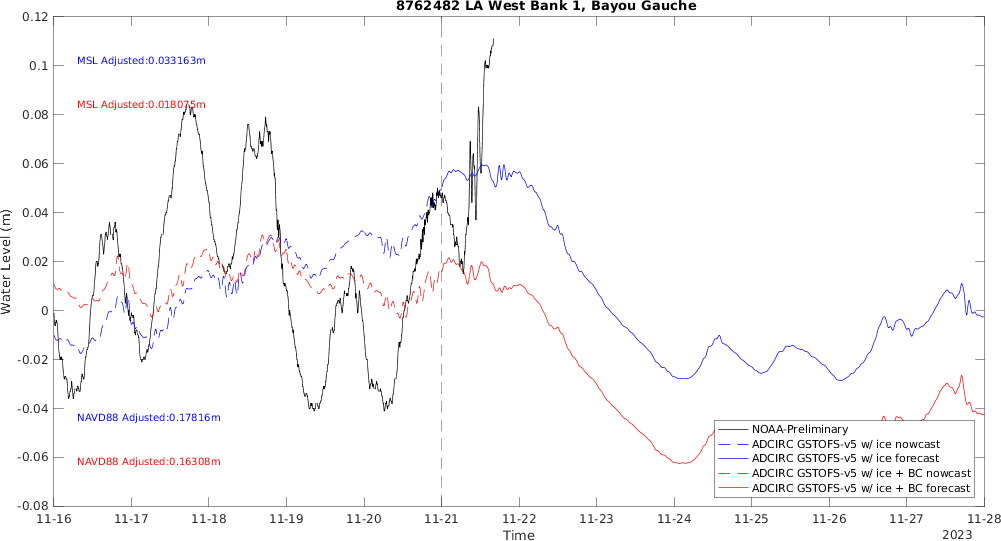 8762482 LA West Bank 1, Bayou Gauche
0.12
0.1
0.08
0.06
0.04
0.02
0
-0.02
-0.04
-0.06
-0.08
Water Level (m)
MSL Adjusted:0.033163m
MSL Adjusted:0.018075m
NAVD88 Adjusted:0.17816m
NAVD88 Adjusted:0.16308m
NOAA-Preliminary
ADCIRC GSTOFS-v5 w/ ice nowcast
ADCIRC GSTOFS-v5 w/ ice forecast
ADCIRC GSTOFS-v5 w/ ice + BC nowcast
ADCIRC GSTOFS-v5 w/ ice + BC forecast
11-16 11-17 11-18 11-19 11-20 11-21 11-22 11-23 11-24 11-25 11-26 11-27 11-28
Time
2023